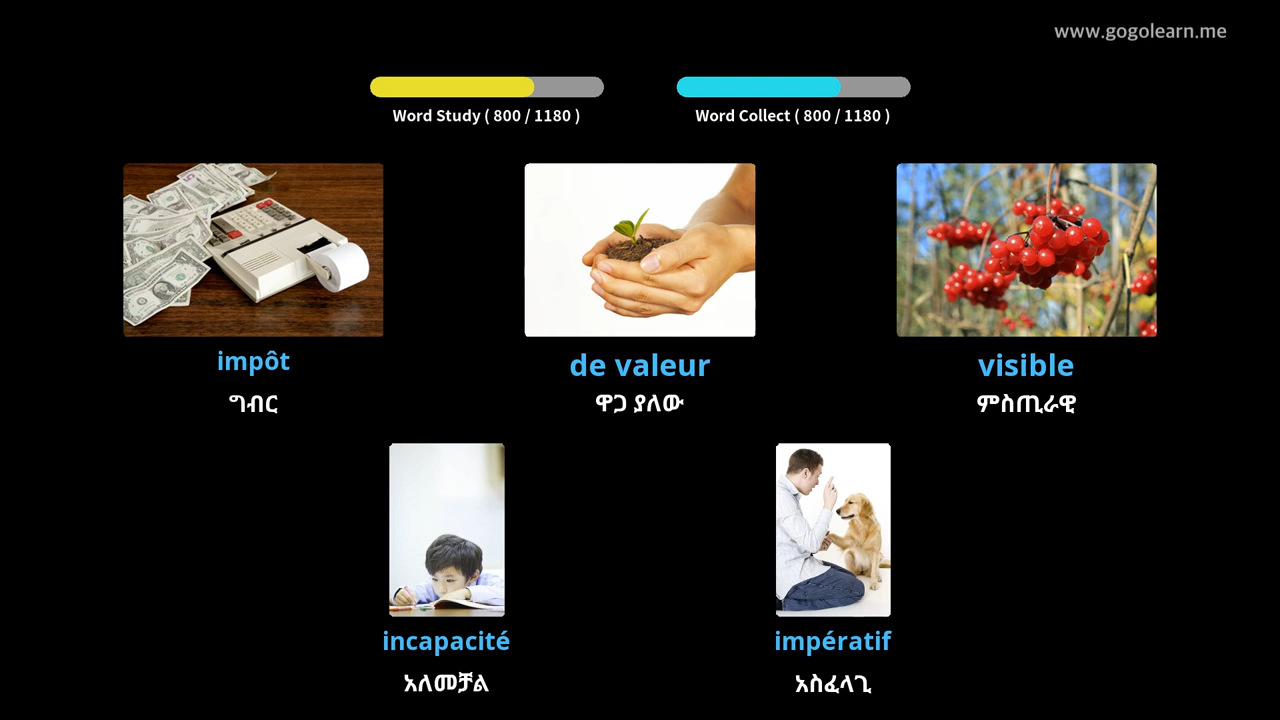 www.gogolearn.me
Word Study ( 800 / 1180 )
Word Collect ( 800 / 1180 )
impôt
ግብር
de valeur
ዋጋ ያለው
visible
ምስጢራዊ
incapacité
አለመቻል
impératif
አስፈላጊ